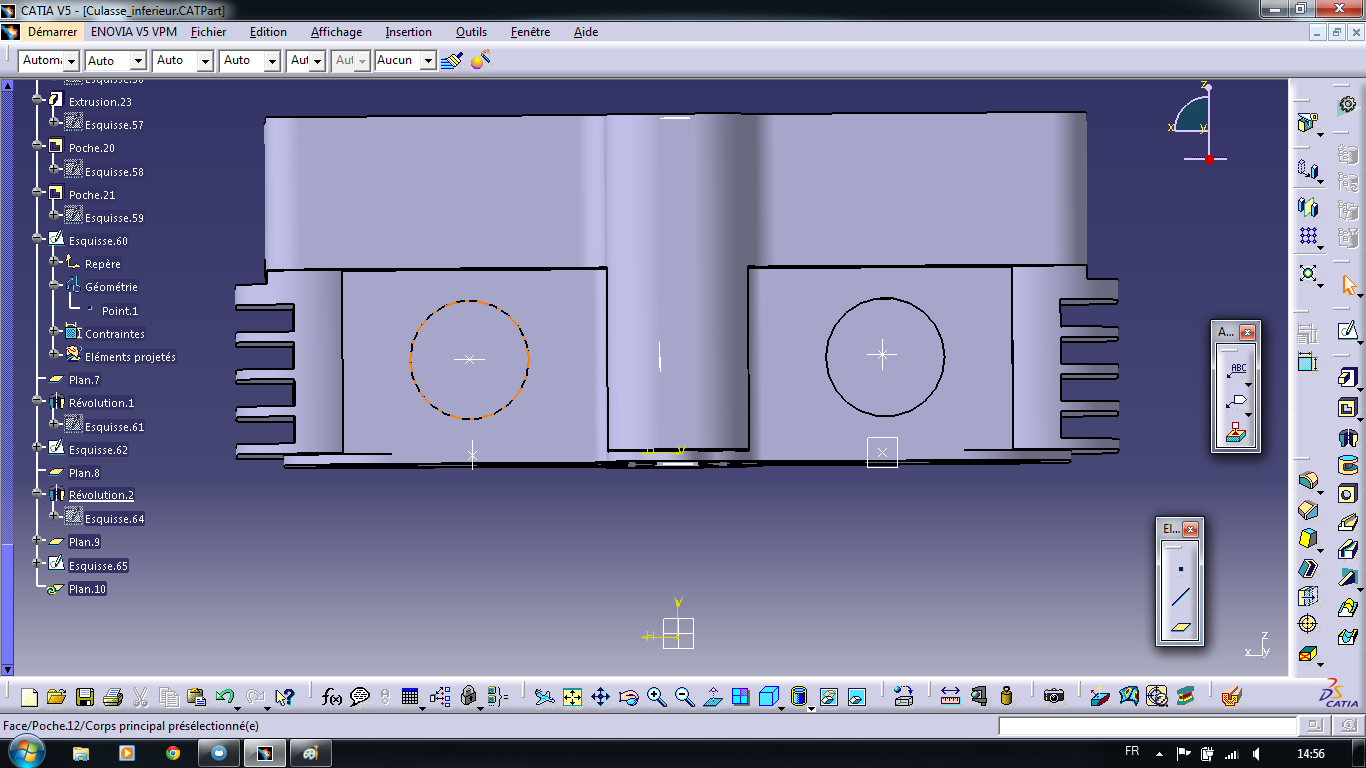 CATIA V5 - [Culasse_inferieur.CATPart]
Démarrer ENOVIA V5 VPM Fichier Edition Affichage Insertion Outils Fenêtre Aide
Automa Auto Auto Auto Aut Aut Aucun
Extrusion.23
Esquisse.57
Poche.20
Esquisse.58
Poche.21
Esquisse.59
Esquisse.60
Repère
Géométrie
Point.1
Contraintes
Eléments projetés
Plan.7
Révolution.1
Esquisse.61
Esquisse.62
Plan.8
Révolution.2
Esquisse.64
Plan.9
Esquisse.65
Plan.10
z
x y
y
y
H
A...
ABC
El...
z
x y
f(x)
CATIA
Face/Poche.12/Corps principal présélectionné(e)
FR 14:56